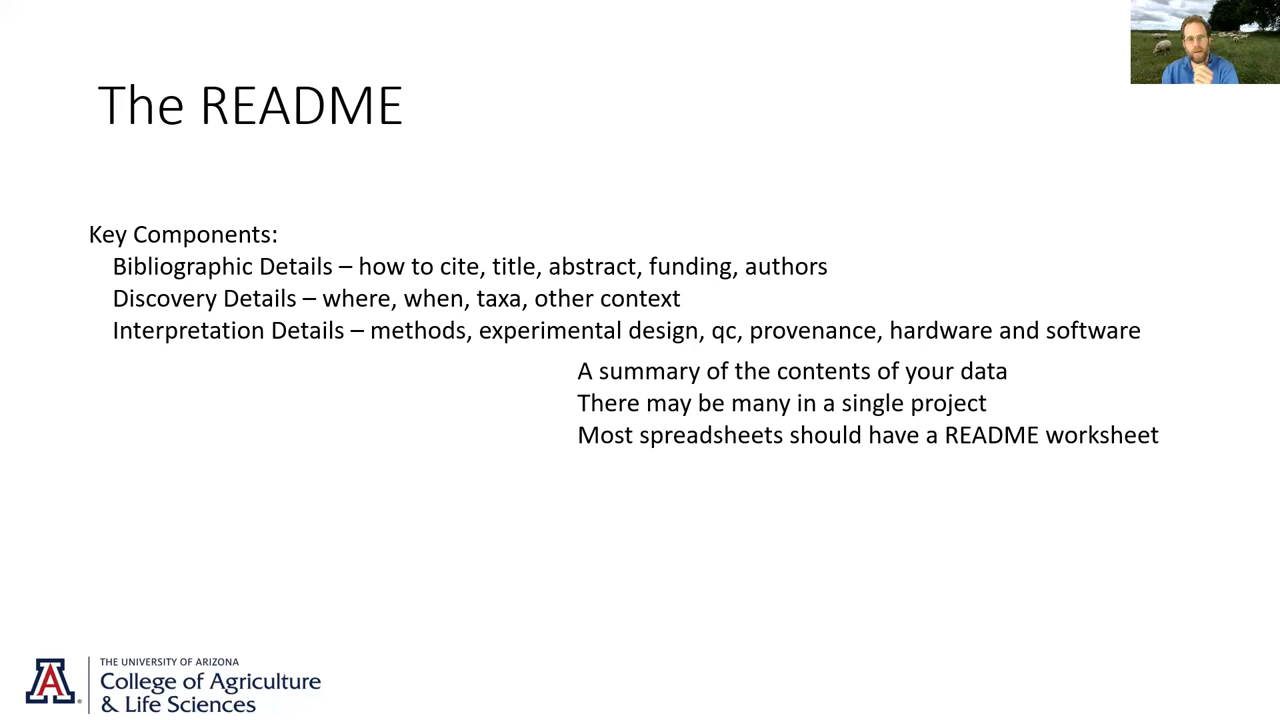 The README
Key Components:
Bibliographic Details – how to cite, title, abstract, funding, authors
Discovery Details – where, when, taxa, other context
Interpretation Details – methods, experimental design, qc, provenance, hardware and software
A summary of the contents of your data
There may be many in a single project
Most spreadsheets should have a README worksheet
A
THE UNIVERSITY OF ARIZONA
College of Agriculture
& Life Sciences